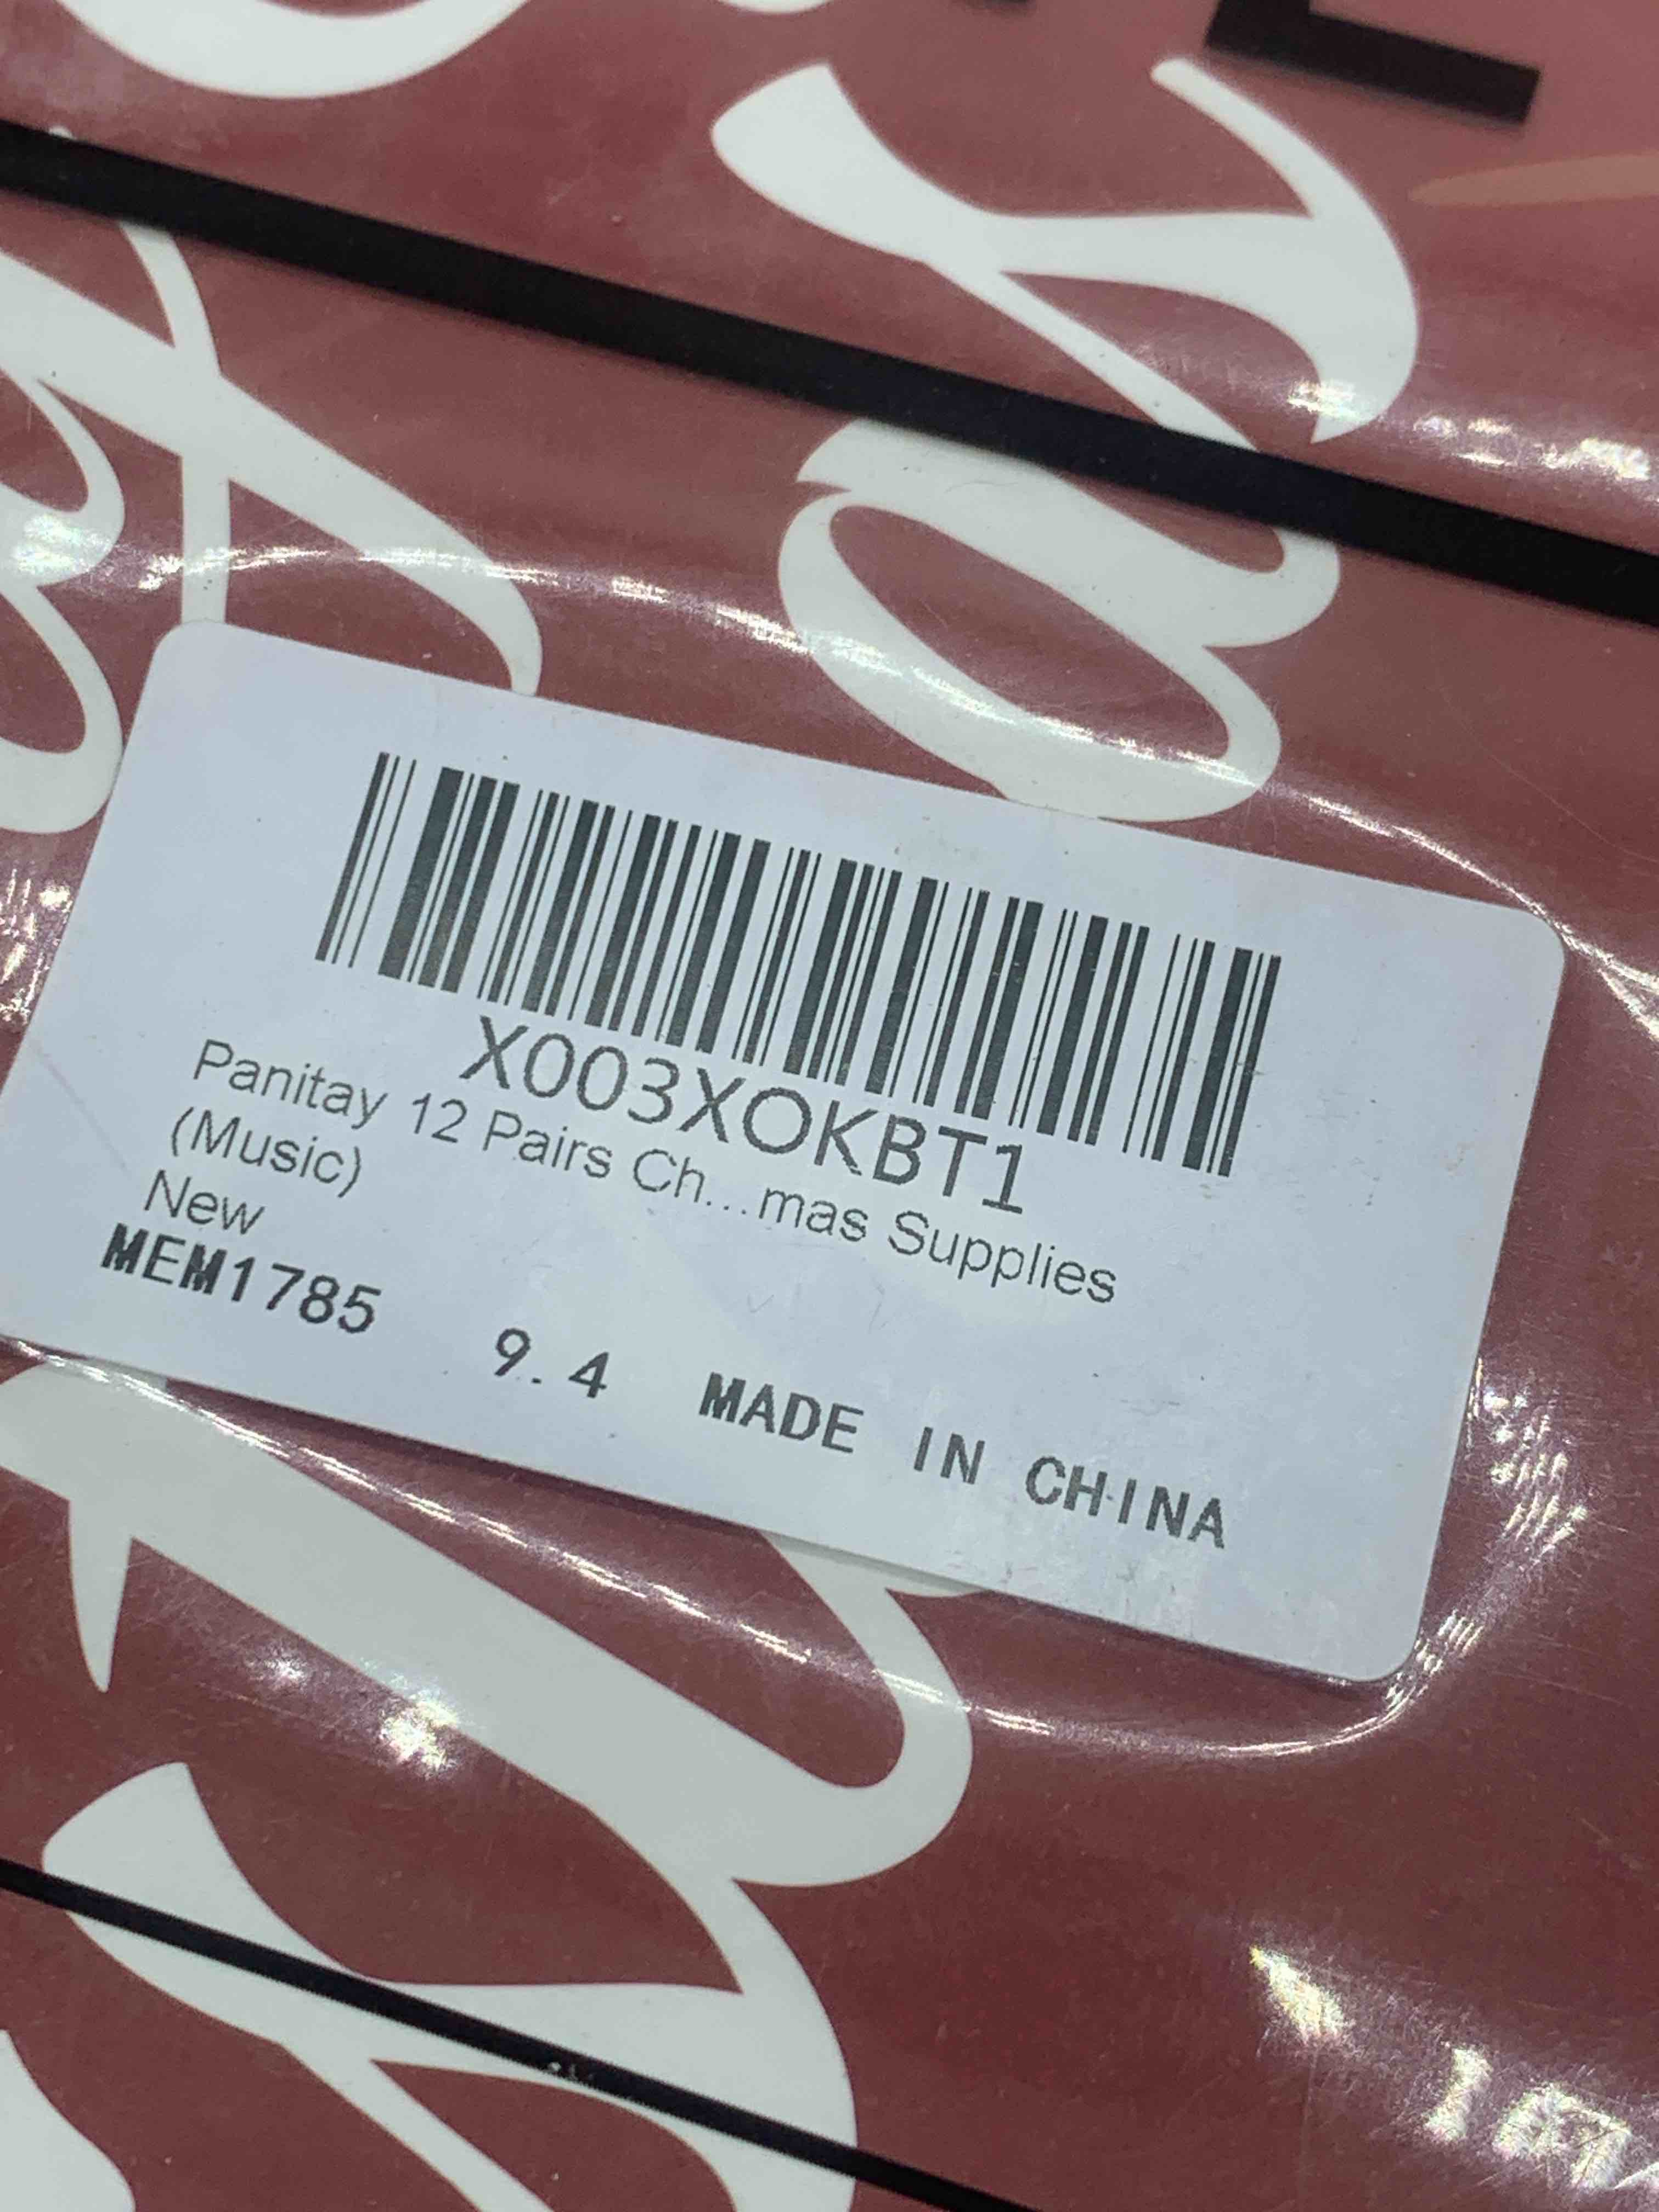 X003XOKBT1
Panitay 12 Pairs Ch...mas Supplies
(Music)
New
MEM1785 9.4 MADE IN CHINA